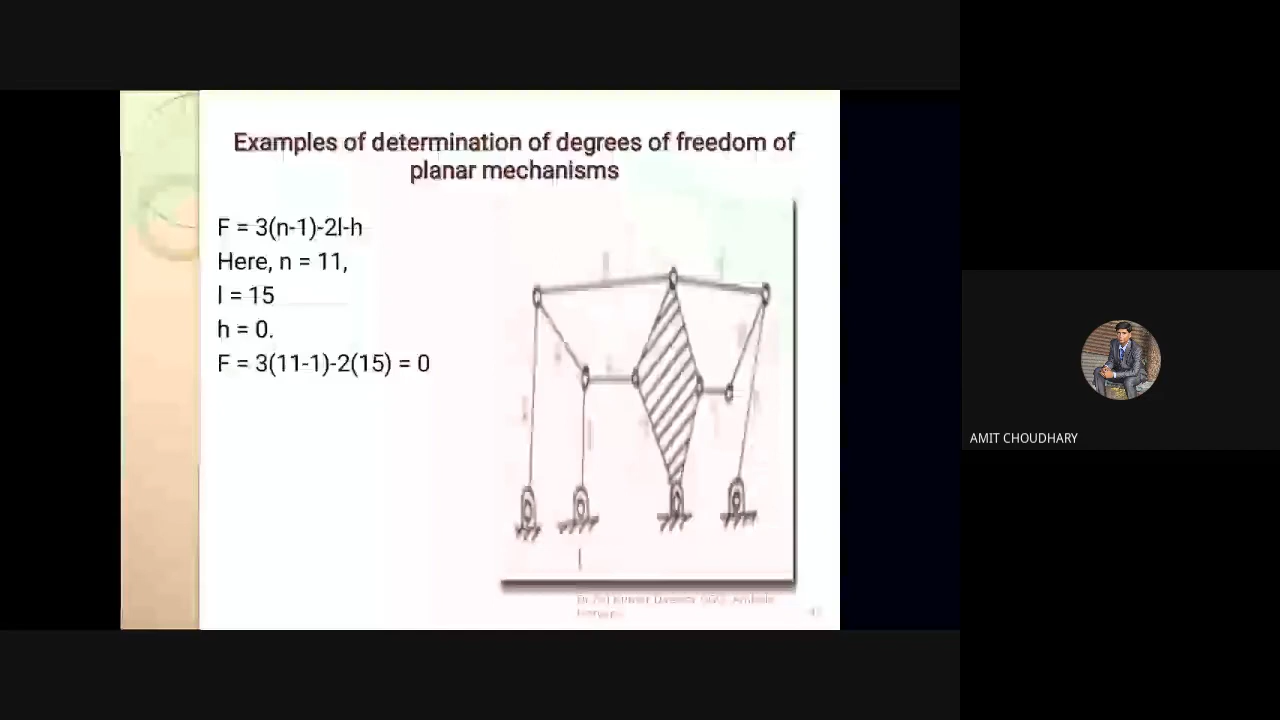 Examples of determination of degrees of freedom of
planar mechanisms
F = 3(n-1)-2l-h
Here, n = 11,
l = 15
h = 0.
F = 3(11-1)-2(15) = 0
AMIT CHOUDHARY